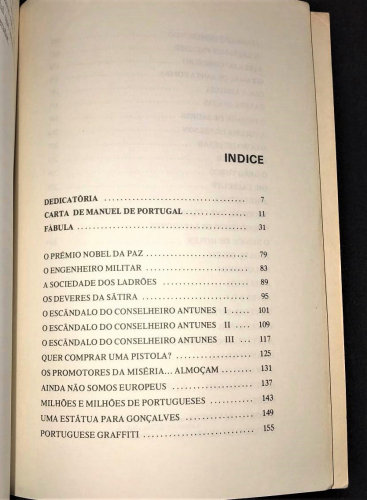 INDICE
DEDICATÓRIA ........................................ 7
CARTA DE MANUEL DE PORTUGAL ................. 11
FÁBULA ............................................. 31
O PRÉMIO NOBEL DA PAZ ............................ 79
O ENGENHEIRO MILITAR ............................. 83
A SOCIEDADE DOS LADRÕES ......................... 89
OS DEVERES DA SÁTIRA ............................. 95
O ESCÂNDALO DO CONSELHEIRO ANTUNES I ..... 101
O ESCÂNDALO DO CONSELHEIRO ANTUNES II .... 109
O ESCÂNDALO DO CONSELHEIRO ANTUNES III ... 117
QUER COMPRAR UMA PISTOLA? ..................... 125
OS PROMOTORES DA MISÉRIA... ALMOÇAM ..... 131
AINDA NÃO SOMOS EUROPEUS ..................... 137
MILHÕES E MILHÕES DE PORTUGUESES .......... 143
UMA ESTÁTUA PARA GONÇALVES .................. 149
PORTUGUESE GRAFFITI ............................. 155